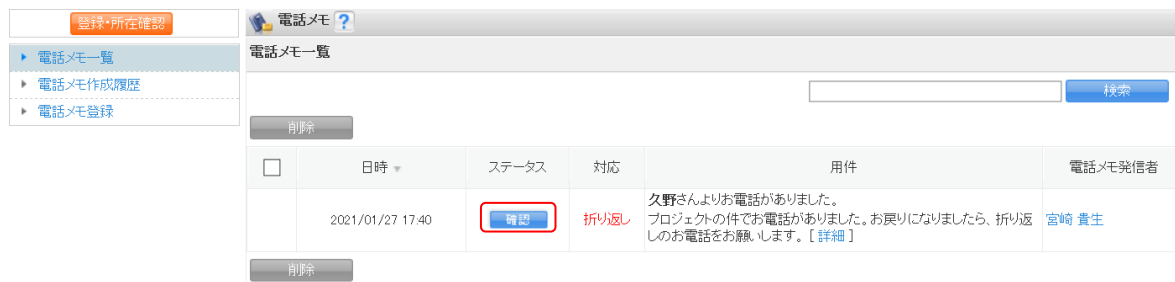 登録・所在確認
電話メモ一覧
電話メモ作成履歴
電話メモ登録
電話メモ ?
電話メモ一覧
検索
削除
日時 ステータス 対応 用件 電話メモ発信者
2021/01/27 17:40 確認 折り返し
久野さんよりお電話がありました。
プロジェクトの件でお電話がありました。お戻りになりましたら、折り返
しのお電話をお願いします。 [ 詳細 ]
宮崎 貴生
削除